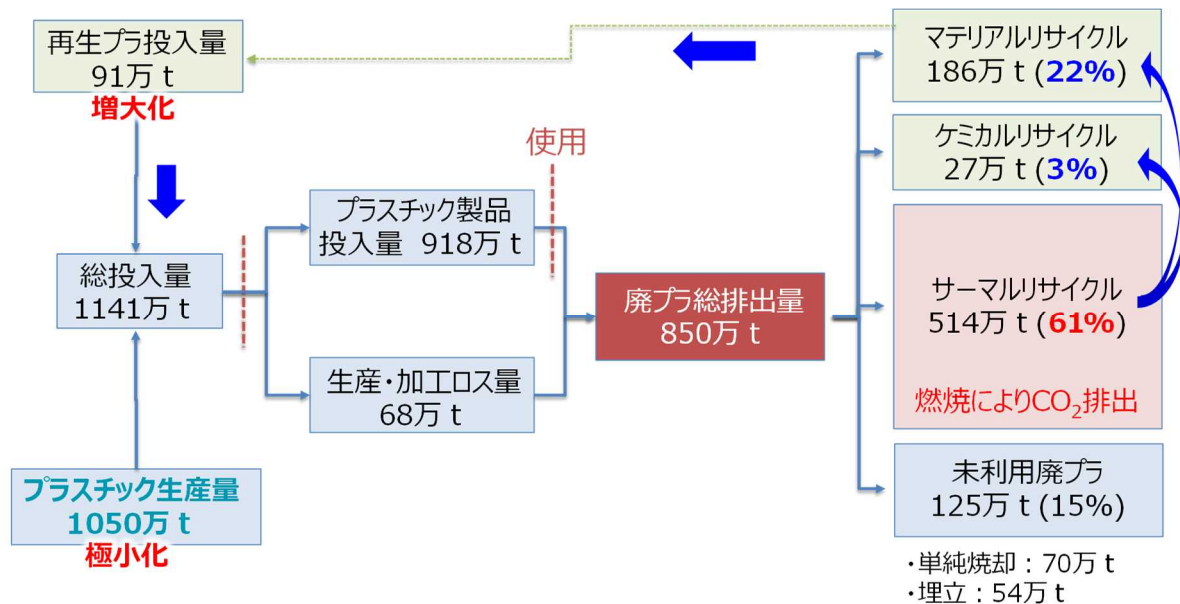 再生プラ投入量
91万 t
増大化
総投入量
1141万 t
プラスチック生産量
1050万 t
極小化
プラスチック製品
投入量 918万 t
生産・加工ロス量
68万 t
使用
廃プラ総排出量
850万 t
マテリアルリサイクル
186万 t (22%)
ケミカルリサイクル
27万 t (3%)
サーマルリサイクル
514万 t (61%)
燃焼によりCO₂排出
未利用廃プラ
125万 t (15%)
・単純焼却：70万 t
・埋立：54万 t